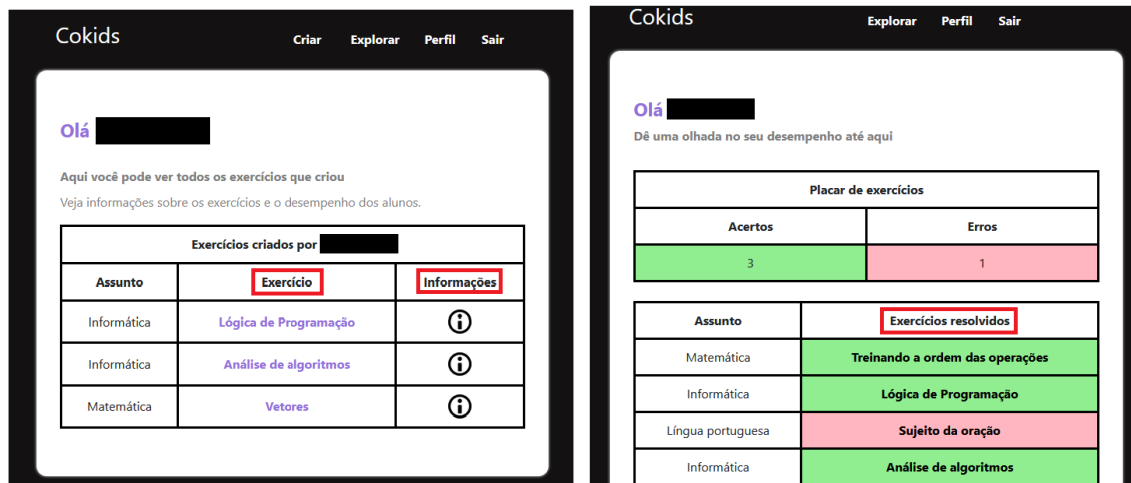 Cokids
Criar Explorar Perfil Sair
Olá
Aqui você pode ver todos os exercícios que criou
Veja informações sobre os exercícios e o desempenho dos alunos.
Exercícios criados por
Assunto Exercício Informações
Informática Lógica de Programação
Informática Análise de algoritmos
Matemática Vetores
Cokids
Explorar Perfil Sair
Olá
Dê uma olhada no seu desempenho até aqui
Placar de exercícios
Acertos Erros
3 1
Assunto Exercícios resolvidos
Matemática Treinando a ordem das operações
Informática Lógica de Programação
Língua portuguesa Sujeito da oração
Informática Análise de algoritmos